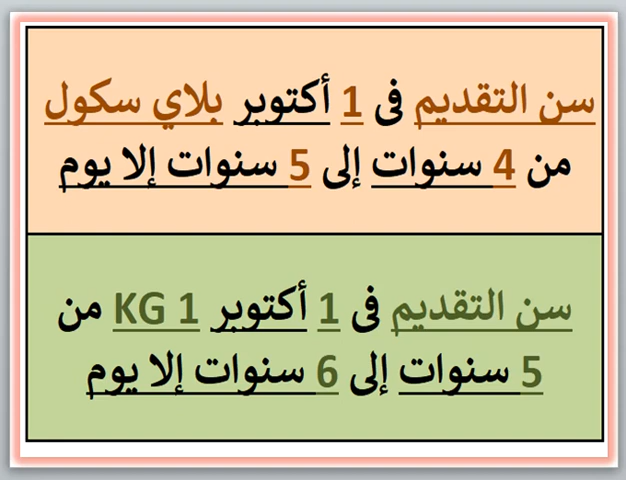 سن التقديم فى 1 أكتوبر بلاي سكول
من 4 سنوات إلى 5 سنوات إلا يوم
سن التقديم فى 1 أكتوبر KG 1 من
5 سنوات إلى 6 سنوات إلا يوم